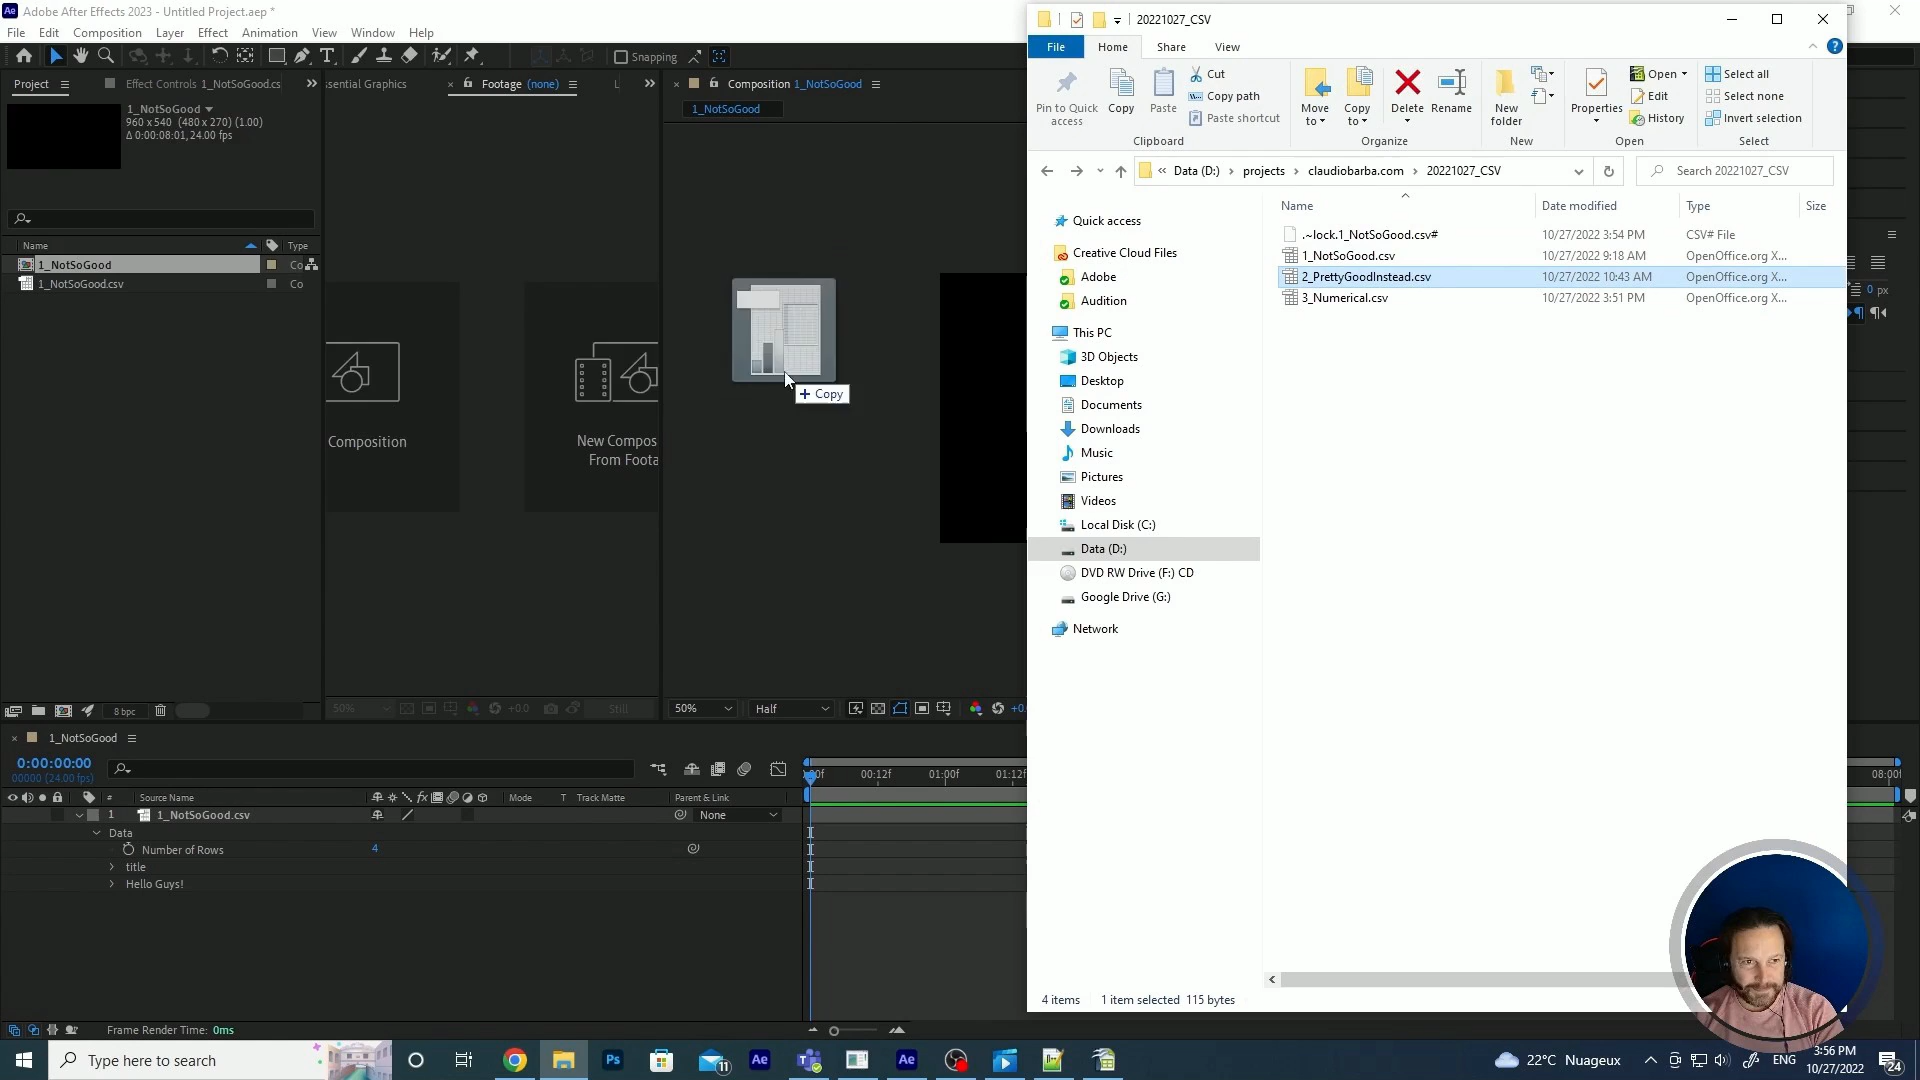 Adobe After Effects 2023 - Untitled Project.aep *
File Edit Composition Layer Effect Animation View Window Help
Snapping
Project
Effect Controls 1_NotSoGood.cs
ssential Graphics
Footage (none)
Composition 1_NotSoGood
1_NotSoGood
1_NotSoGood
960 x 540 (480 x 270) (1.00)
Δ 0:00:08:01, 24.00 fps
Name
Type
1_NotSoGood
Co
1_NotSoGood.csv
Co
Composition
New Compos
From Foota
Copy
8 bpc
50%
+0.0
Still
50%
Half
+0.
1_NotSoGood
0:00:00:00
00000 (24.00 fps)
00f
00:12f
01:00f
01:12f
08:00f
# Source Name
Mode T Track Matte
Parent & Link
1 1_NotSoGood.csv
None
Data
Number of Rows
4
title
Hello Guys!
Frame Render Time: 0ms
20221027_CSV
File Home Share View
Pin to Quick
access
Copy
Paste
Cut
Copy path
Paste shortcut
Clipboard
Move
to
Copy
to
Delete
Rename
Organize
New
folder
New
Properties
Open
Edit
History
Open
Select all
Select none
Invert selection
Select
« Data (D:) › projects › claudiobarba.com › 20221027_CSV
Search 20221027_CSV
Name
Date modified
Type
Size
.~lock.1_NotSoGood.csv# 10/27/2022 3:54 PM CSV# File
1_NotSoGood.csv 10/27/2022 9:18 AM OpenOffice.org X...
2_PrettyGoodInstead.csv 10/27/2022 10:43 AM OpenOffice.org X...
3_Numerical.csv 10/27/2022 3:51 PM OpenOffice.org X...
Quick access
Creative Cloud Files
Adobe
Audition
This PC
3D Objects
Desktop
Documents
Downloads
Music
Pictures
Videos
Local Disk (C:)
Data (D:)
DVD RW Drive (F:) CD
Google Drive (G:)
Network
4 items 1 item selected 115 bytes
0 px
Type here to search
11
22°C Nuageux
ENG
3:56 PM
10/27/2022
24